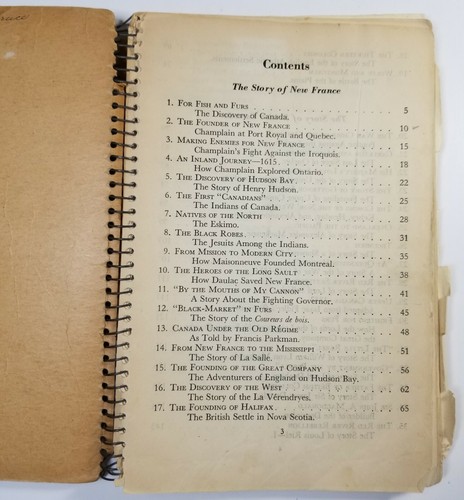 Contents
The Story of New France
1. For Fish and Furs . . . . . . . . . . 5
The Discovery of Canada.
2. The Founder of New France . . . . . . . . . . 10
Champlain at Port Royal and Quebec.
3. Making Enemies for New France . . . . . . . . . . 15
Champlain's Fight Against the Iroquois.
4. An Inland Journey—1615 . . . . . . . . . . 18
How Champlain Explored Ontario.
5. The Discovery of Hudson Bay . . . . . . . . . . 22
The Story of Henry Hudson.
6. The First "Canadians" . . . . . . . . . . 25
The Indians of Canada.
7. Natives of the North . . . . . . . . . . 28
The Eskimo.
8. The Black Robes . . . . . . . . . . 31
The Jesuits Among the Indians.
9. From Mission to Modern City . . . . . . . . . . 35
How Maisonneuve Founded Montreal.
10. The Heroes of the Long Sault . . . . . . . . . . 38
How Daulac Saved New France.
11. "By the Mouths of My Cannon" . . . . . . . . . . 41
A Story About the Fighting Governor.
12. "Black-Market" in Furs . . . . . . . . . . 45
The Story of the Coureurs de bois.
13. Canada Under the Old Régime . . . . . . . . . . 48
As Told by Francis Parkman.
14. From New France to the Mississippi . . . . . . . . . . 51
The Story of La Salle.
15. The Founding of the Great Company . . . . . . . . . . 56
The Adventurers of England on Hudson Bay.
16. The Discovery of the West . . . . . . . . . . 62
The Story of the La Vérendryes.
17. The Founding of Halifax . . . . . . . . . . 65
The British Settle in Nova Scotia.
3